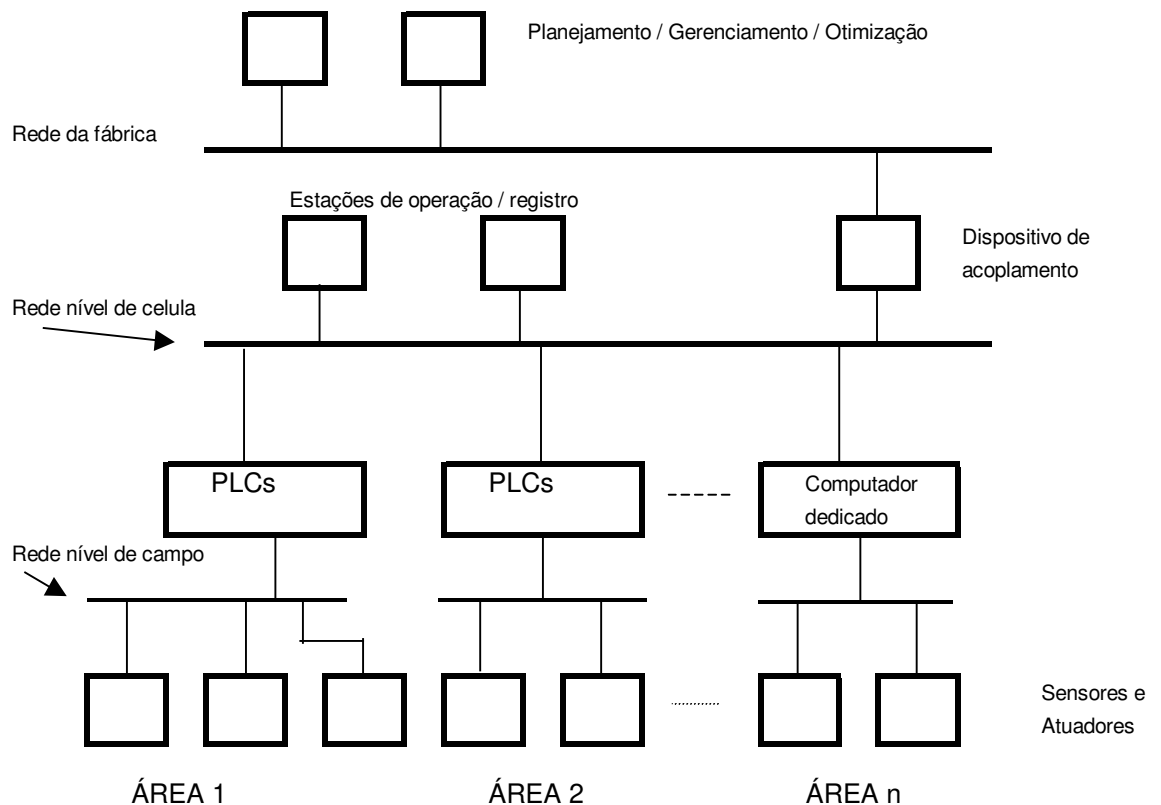 Planejamento / Gerenciamento / Otimização
Rede da fábrica
Estações de operação / registro
Dispositivo de
acoplamento
Rede nível de celula
PLCs
PLCs
Computador
dedicado
Rede nível de campo
Sensores e
Atuadores
ÁREA 1
ÁREA 2
ÁREA n